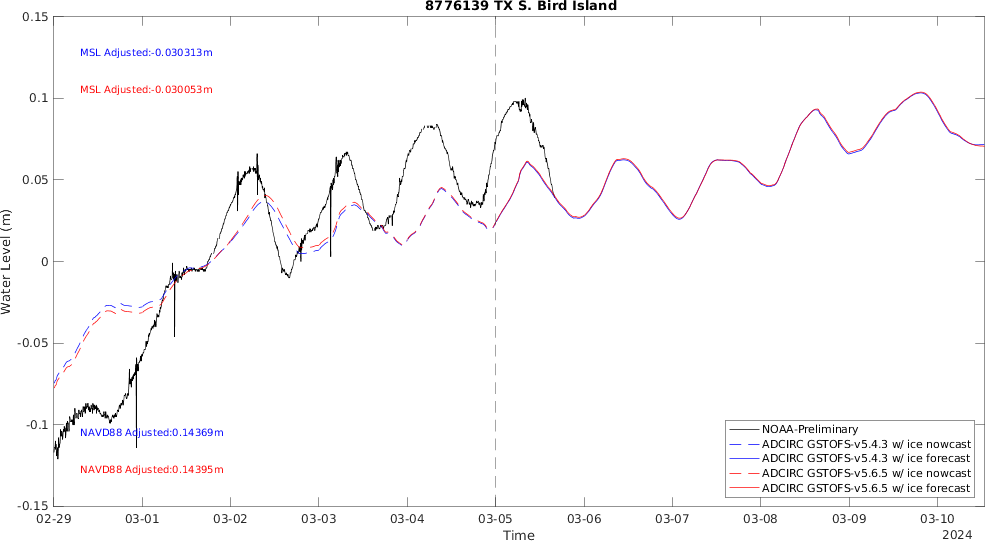 8776139 TX S. Bird Island
MSL Adjusted:-0.030313m
MSL Adjusted:-0.030053m
NAVD88 Adjusted:0.14369m
NAVD88 Adjusted:0.14395m
Water Level (m)
0.15
0.1
0.05
0
-0.05
-0.1
-0.15
NOAA-Preliminary
ADCIRC GSTOFS-v5.4.3 w/ ice nowcast
ADCIRC GSTOFS-v5.4.3 w/ ice forecast
ADCIRC GSTOFS-v5.6.5 w/ ice nowcast
ADCIRC GSTOFS-v5.6.5 w/ ice forecast
02-29 03-01 03-02 03-03 03-04 03-05 03-06 03-07 03-08 03-09 03-10
2024
Time